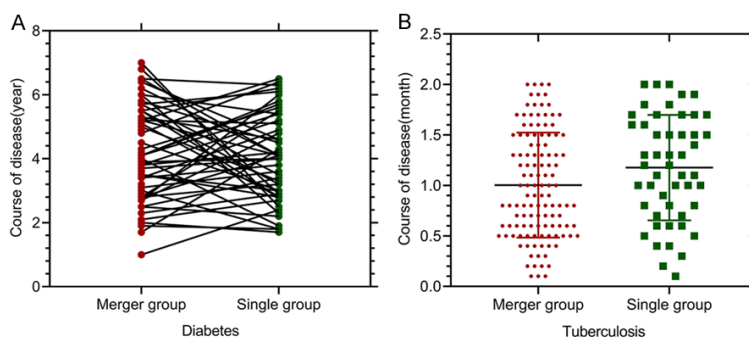 A
Course of disease(year)
8
6
4
2
0
Merger group
Single group
Diabetes
B
Course of disease(month)
2.5
2.0
1.5
1.0
0.5
0.0
Merger group
Single group
Tuberculosis